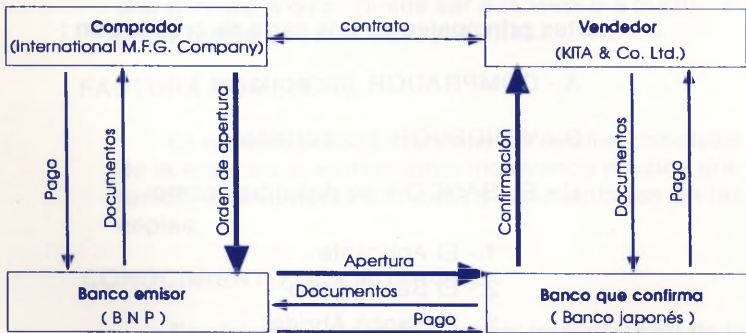 Comprador
(International M.F.G. Company)
contrato
Vendedor
(KITA & Co. Ltd.)
Pago
Documentos
Orden de apertura
Confirmación
Documentos
Pago
Apertura
Documentos
Pago
Banco emisor
(BNP)
Banco que confirma
(Banco japonés)